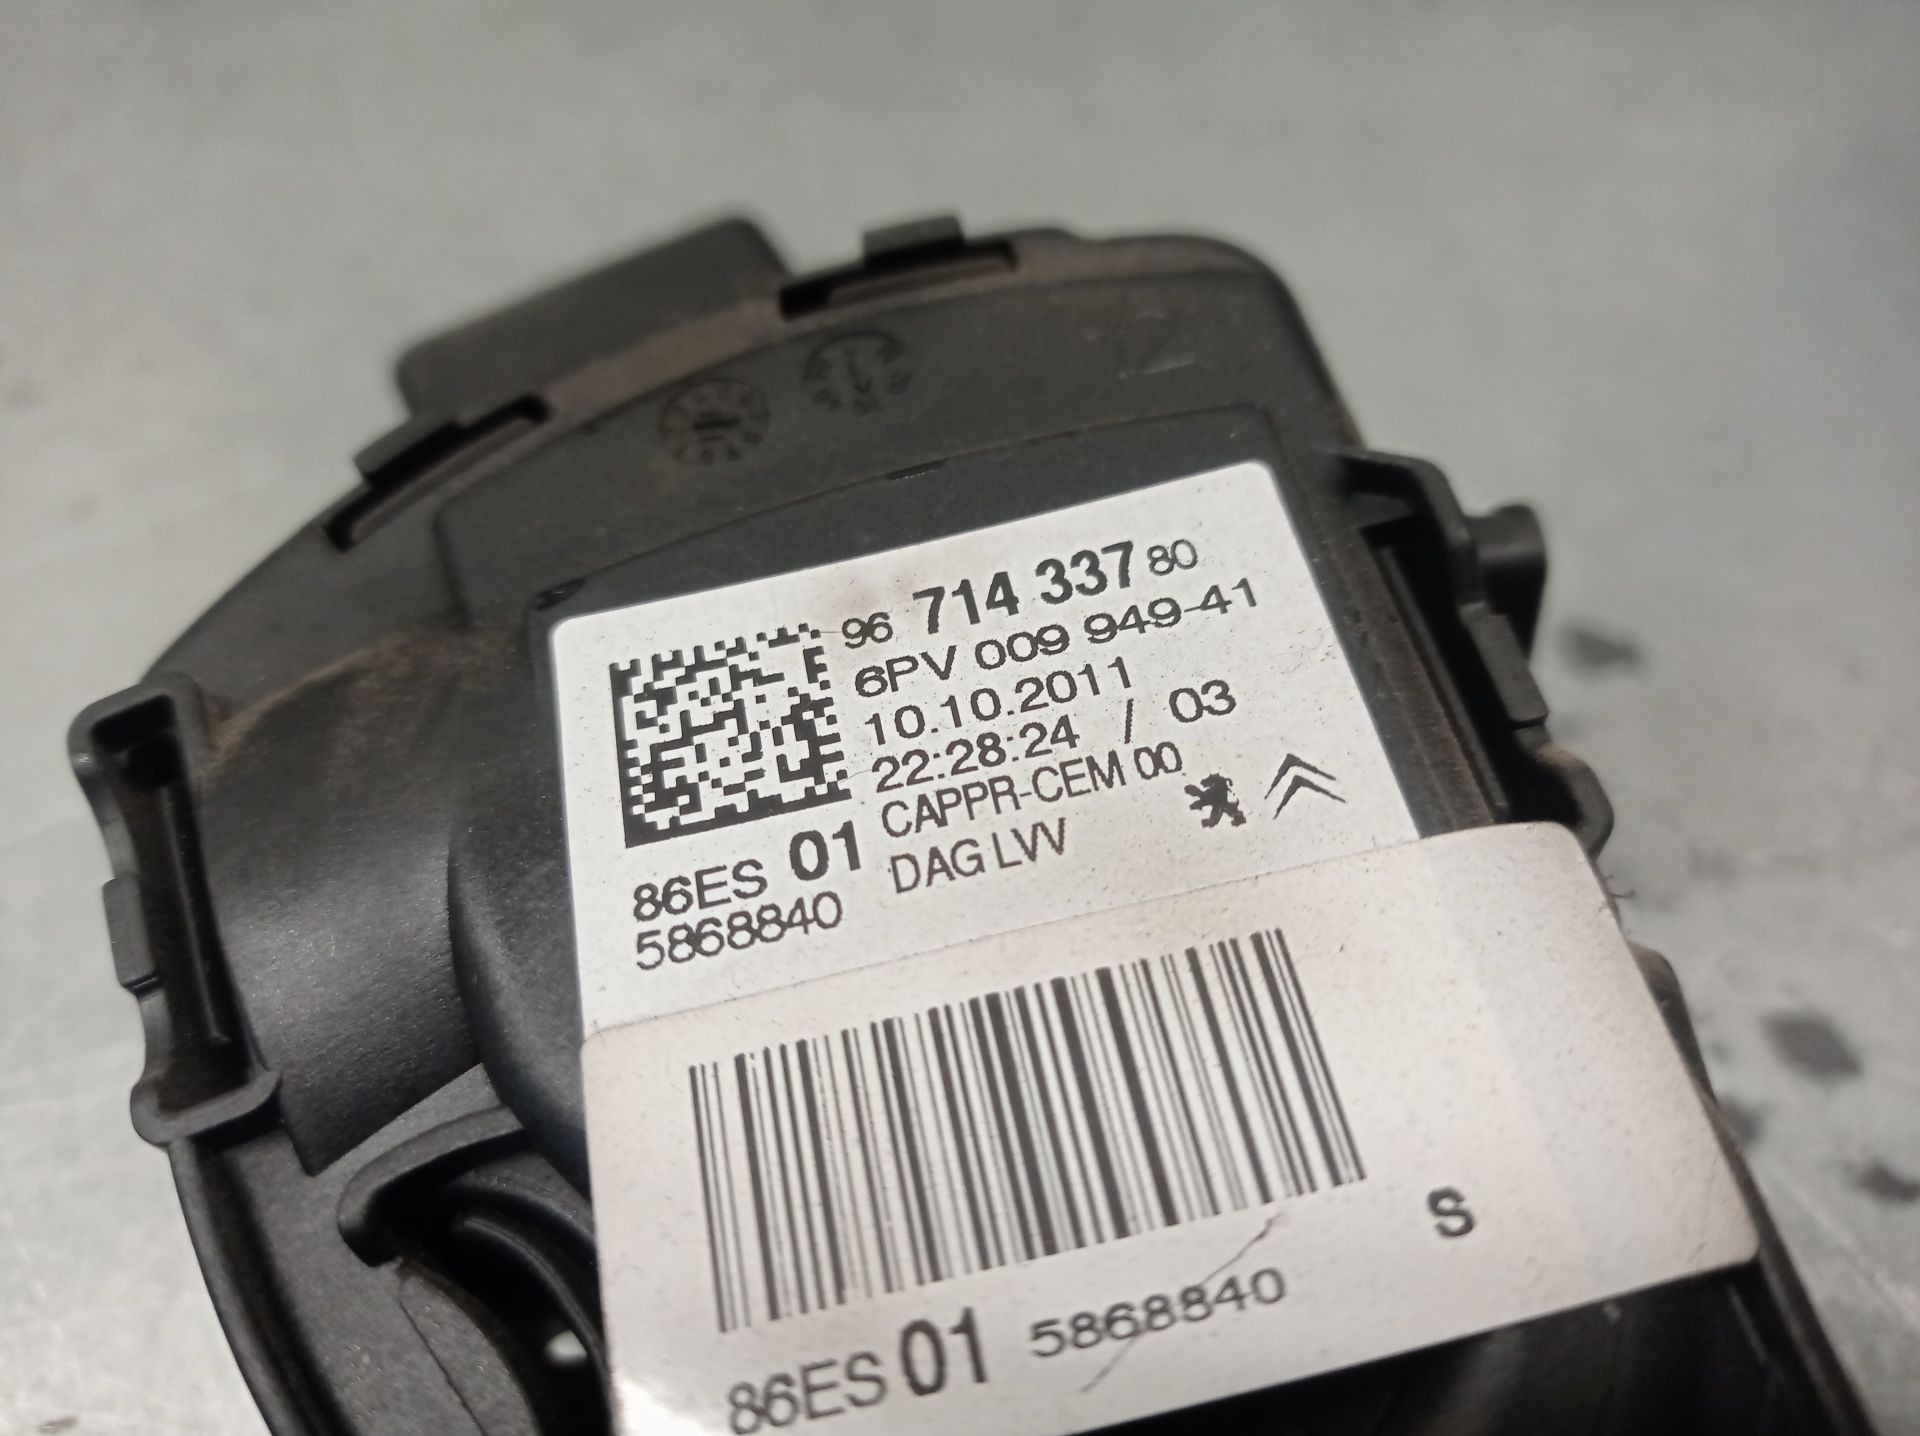 96 714 337 80
6PV 009 949-41
10.10.2011
22:28:24 / 03
CAPPR-CEM 00
86ES 01 DAG LVV
5868840
S
86ES 01 5868840